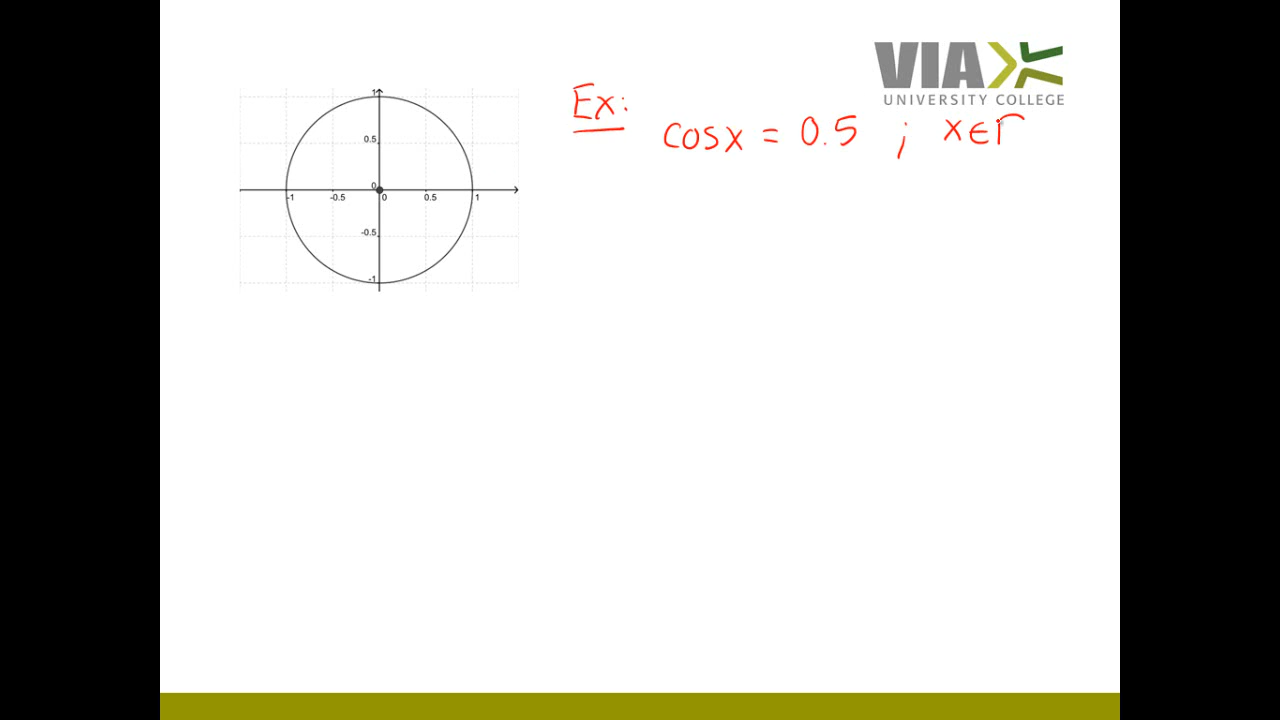 VIA
UNIVERSITY COLLEGE
Ex:
cosx = 0.5 ; x∈
1
0.5
0
-1
-0.5
0
0.5
1
-0.5
-1